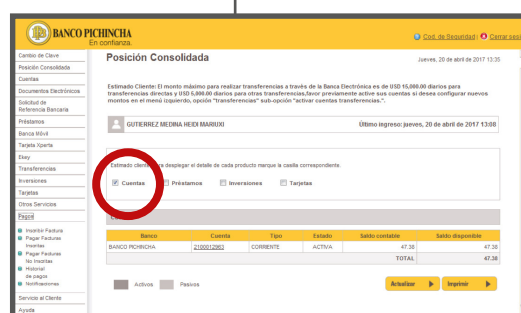 BANCO PICHINCHA
En confianza.
Cod. de Seguridad | Cerrar sesi
Cambio de Clave
Posición Consolidada
Cuentas
Documentos Electrónicos
Solicitud de
Referencia Bancaria
Préstamos
Banca Móvil
Tarjeta Xperta
Ekey
Transferencias
Inversiones
Tarjetas
Otros Servicios
Pagos
Inscribir Factura
Pagar Facturas
Inscritas
Pagar Facturas
No Inscritas
Historial
de pagos
Notificaciones
Servicio al Cliente
Ayuda
Posición Consolidada
Jueves, 20 de abril de 2017 13:35
Estimado Cliente: El monto máximo para realizar transferencias a través de la Banca Electrónica es de USD 15,000.00 diarios para
transferencias directas y USD 5,000.00 diarios para otras transferencias,favor previamente active sus cuentas si desea configurar nuevos
montos en el menú izquierdo, opción "transferencias" sub-opción "activar cuentas transferencias,".
GUTIERREZ MEDINA HEIDI MARIUXI
Último ingreso: jueves, 20 de abril de 2017 13:08
Estimado cliente para desplegar el detalle de cada producto marque la casilla correspondiente.
Cuentas Préstamos Inversiones Tarjetas
Banco Cuenta Tipo Estado Saldo contable Saldo disponible
BANCO PICHINCHA 2100012963 CORRIENTE ACTIVA 47.38 47.38
TOTAL 47.38
Activos Pasivos
Actualizar Imprimir